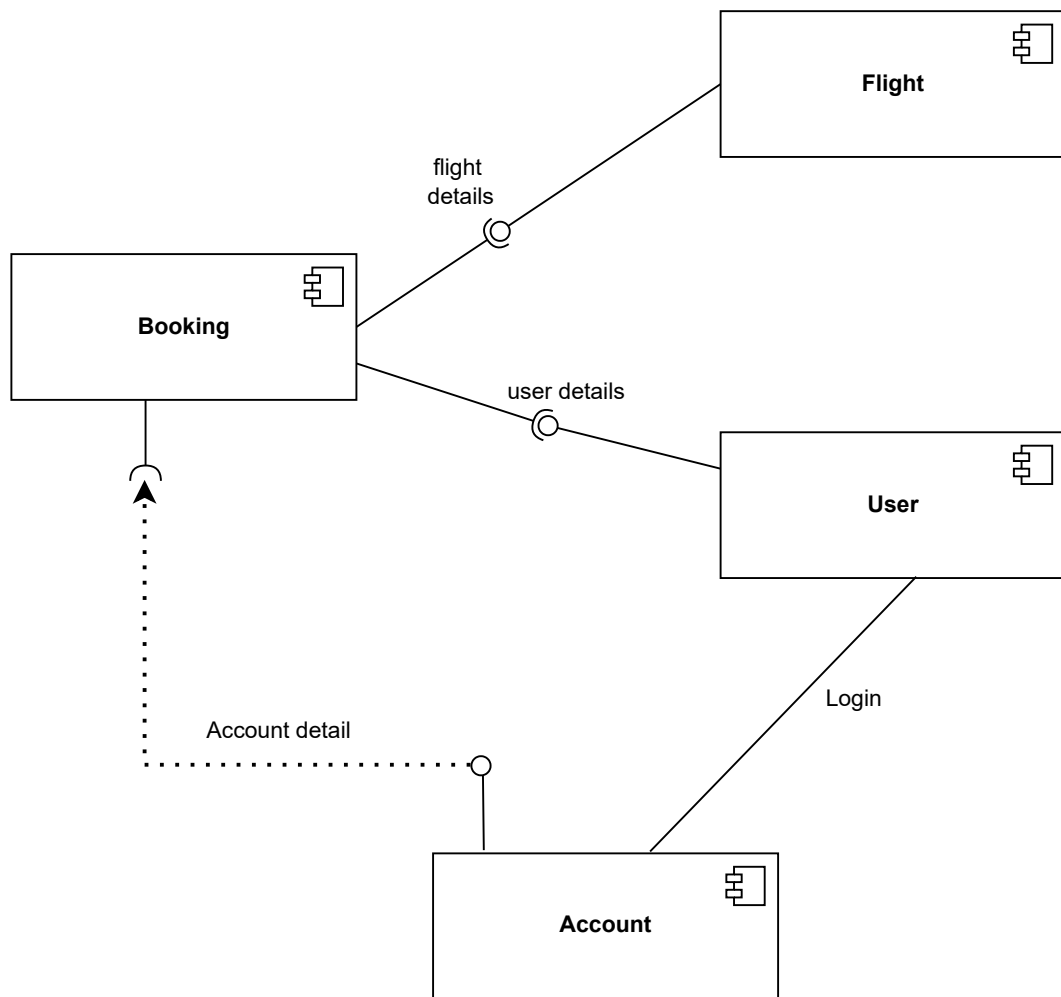 Flight
flight
details
Booking
user details
User
Login
Account detail
Account